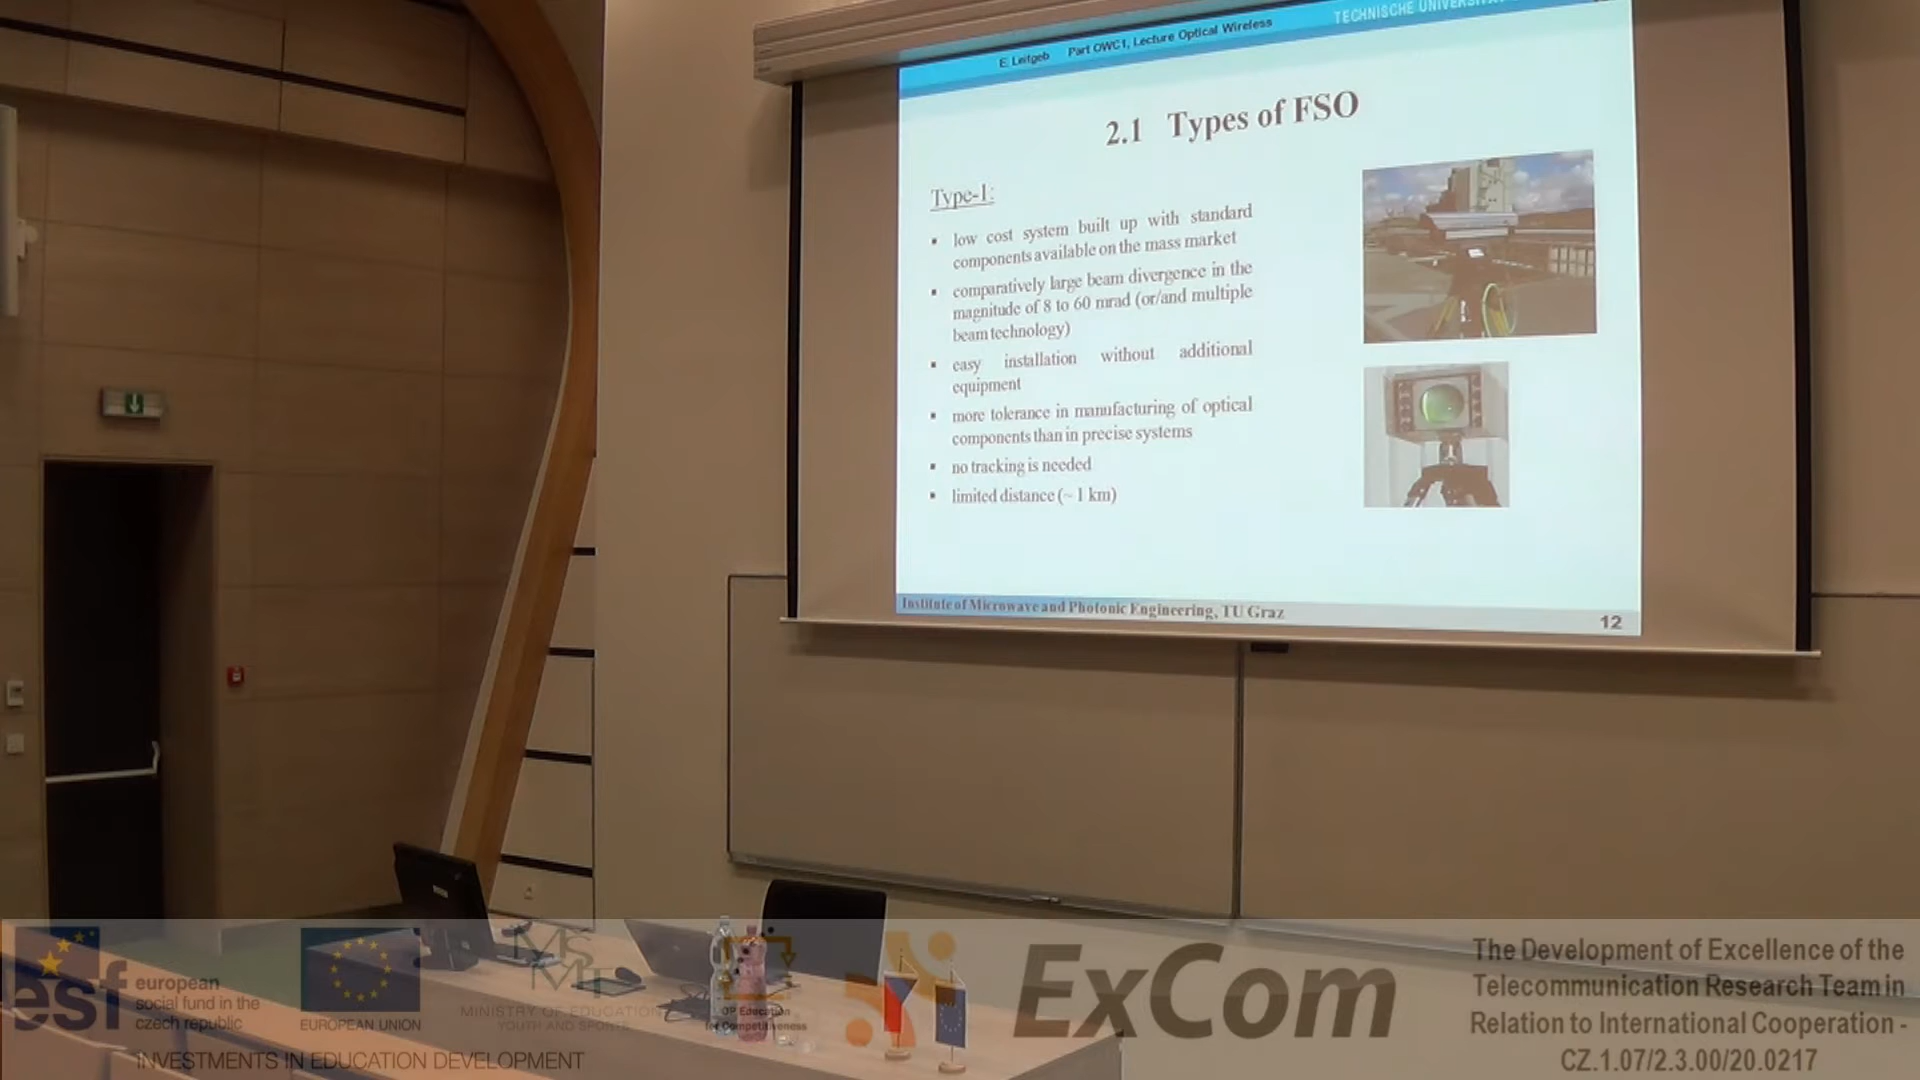 E. Leitgeb Part OWC1, Lecture Optical Wireless
TECHNISCHE
2.1 Types of FSO
Type-1:
▪ low cost system built up with standard
components available on the mass market
▪ comparatively large beam divergence in the
magnitude of 8 to 60 mrad (or/and multiple
beam technology)
▪ easy installation without additional
equipment
▪ more tolerance in manufacturing of optical
components than in precise systems
▪ no tracking is needed
▪ limited distance (~ 1 km)
Institute of Microwave and Photonic Engineering, TU Graz
12
esf
european
social fund in the
czech republic
EUROPEAN UNION
MINISTRY OF EDUCATION
YOUTH AND SPORTS
OP Education
for Competitiveness
INVESTMENTS IN EDUCATION DEVELOPMENT
ExCom
The Development of Excellence of the
Telecommunication Research Team in
Relation to International Cooperation -
CZ.1.07/2.3.00/20.0217